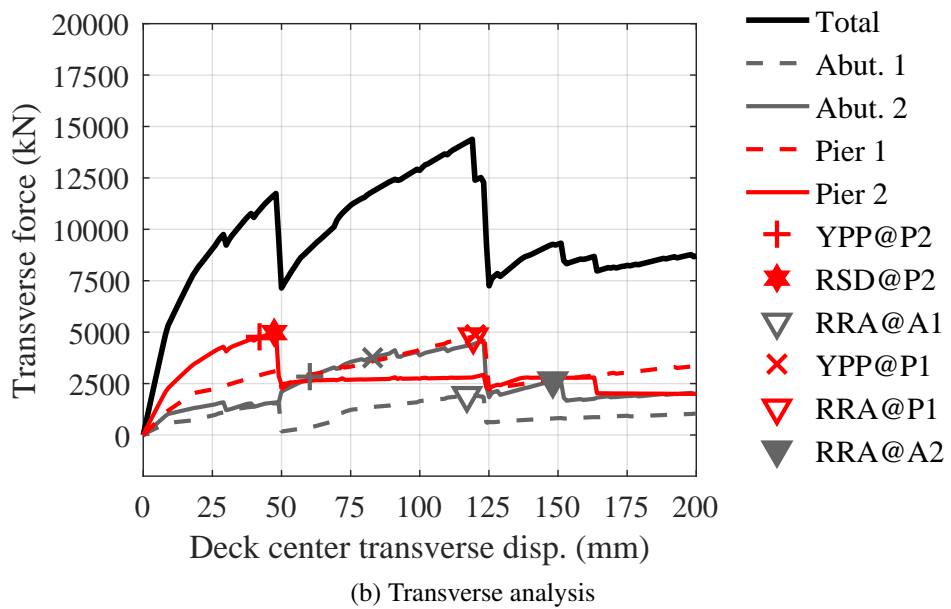 20000
17500
15000
12500
10000
7500
5000
2500
0
Transverse force (kN)
0 25 50 75 100 125 150 175 200
Deck center transverse disp. (mm)
Total
Abut. 1
Abut. 2
Pier 1
Pier 2
YPP@P2
RSD@P2
RRA@A1
YPP@P1
RRA@P1
RRA@A2
(b) Transverse analysis